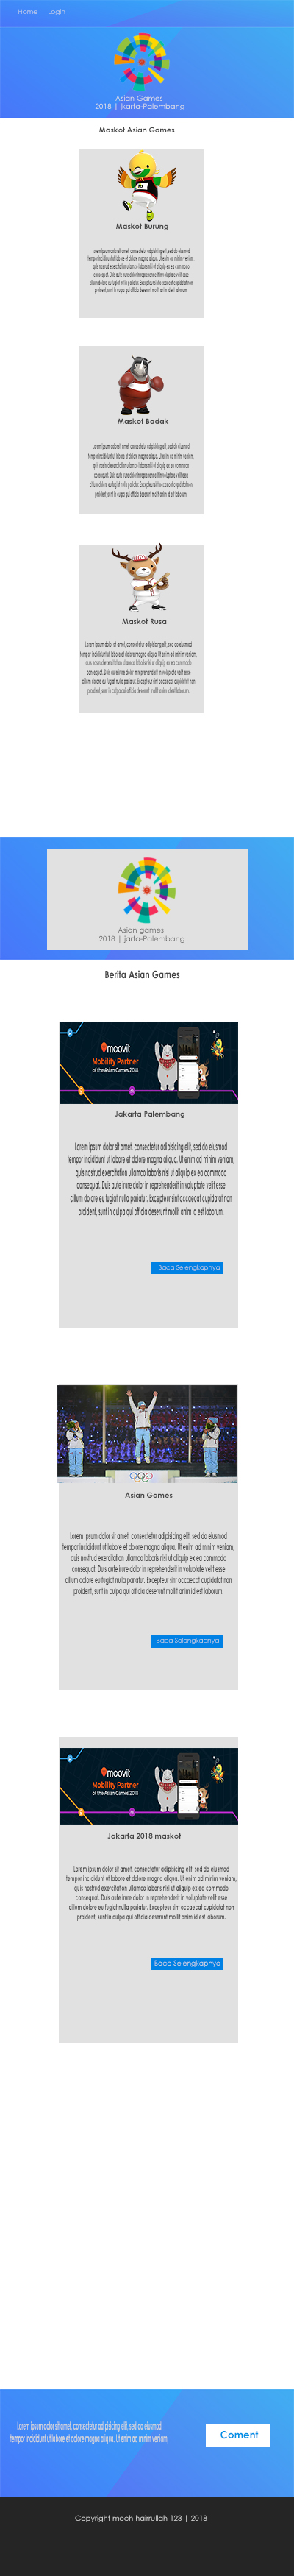 Home Login
Asian Games
2018 | jkarta-Palembang
Maskot Asian Games
Maskot Burung
Lorem ipsum dolor sit amet, consectetur adipisicing elit, sed do eiusmod
tempor incididunt ut labore et dolore magna aliqua. Ut enim ad minim veniam,
quis nostrud exercitation ullamco laboris nisi ut aliquip ex ea commodo
consequat. Duis aute irure dolor in reprehenderit in voluptate velit esse
cillum dolore eu fugiat nulla pariatur. Excepteur sint occaecat cupidatat non
proident, sunt in culpa qui officia deserunt mollit anim id est laborum.
Maskot Badak
Lorem ipsum dolor sit amet, consectetur adipisicing elit, sed do eiusmod
tempor incididunt ut labore et dolore magna aliqua. Ut enim ad minim veniam,
quis nostrud exercitation ullamco laboris nisi ut aliquip ex ea commodo
consequat. Duis aute irure dolor in reprehenderit in voluptate velit esse
cillum dolore eu fugiat nulla pariatur. Excepteur sint occaecat cupidatat non
proident, sunt in culpa qui officia deserunt mollit anim id est laborum.
Maskot Rusa
Lorem ipsum dolor sit amet, consectetur adipisicing elit, sed do eiusmod
tempor incididunt ut labore et dolore magna aliqua. Ut enim ad minim veniam,
quis nostrud exercitation ullamco laboris nisi ut aliquip ex ea commodo
consequat. Duis aute irure dolor in reprehenderit in voluptate velit esse
cillum dolore eu fugiat nulla pariatur. Excepteur sint occaecat cupidatat non
proident, sunt in culpa qui officia deserunt mollit anim id est laborum.
Asian games
2018 | jarta-Palembang
Berita Asian Games
moovit
Mobility Partner
of the Asian Games 2018
Jakarta Palembang
Lorem ipsum dolor sit amet, consectetur adipisicing elit, sed do eiusmod
tempor incididunt ut labore et dolore magna aliqua. Ut enim ad minim veniam,
quis nostrud exercitation ullamco laboris nisi ut aliquip ex ea commodo
consequat. Duis aute irure dolor in reprehenderit in voluptate velit esse
cillum dolore eu fugiat nulla pariatur. Excepteur sint occaecat cupidatat non
proident, sunt in culpa qui officia deserunt mollit anim id est laborum.
Baca Selengkapnya
Asian Games
Lorem ipsum dolor sit amet, consectetur adipisicing elit, sed do eiusmod
tempor incididunt ut labore et dolore magna aliqua. Ut enim ad minim veniam,
quis nostrud exercitation ullamco laboris nisi ut aliquip ex ea commodo
consequat. Duis aute irure dolor in reprehenderit in voluptate velit esse
cillum dolore eu fugiat nulla pariatur. Excepteur sint occaecat cupidatat non
proident, sunt in culpa qui officia deserunt mollit anim id est laborum.
Baca Selengkapnya
moovit
Mobility Partner
of the Asian Games 2018
Jakarta 2018 maskot
Lorem ipsum dolor sit amet, consectetur adipisicing elit, sed do eiusmod
tempor incididunt ut labore et dolore magna aliqua. Ut enim ad minim veniam,
quis nostrud exercitation ullamco laboris nisi ut aliquip ex ea commodo
consequat. Duis aute irure dolor in reprehenderit in voluptate velit esse
cillum dolore eu fugiat nulla pariatur. Excepteur sint occaecat cupidatat non
proident, sunt in culpa qui officia deserunt mollit anim id est laborum.
Baca Selengkapnya
Lorem ipsum dolor sit amet, consectetur adipisicing elit, sed do eiusmod
tempor incididunt ut labore et dolore magna aliqua. Ut enim ad minim veniam,
Coment
Copyright moch hairrullah 123 | 2018